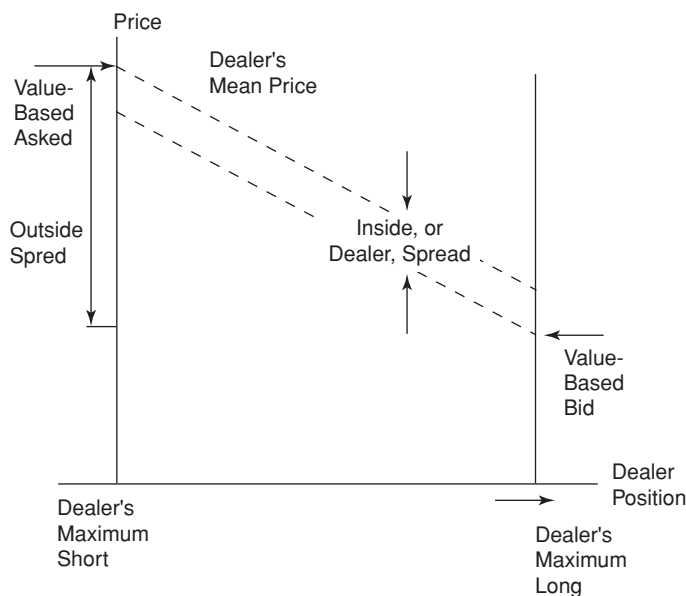 Price
Dealer's
Mean Price
Value-
Based
Asked
Outside
Spred
Inside, or
Dealer, Spread
Value-
Based
Bid
Dealer
Position
Dealer's
Maximum
Short
Dealer's
Maximum
Long